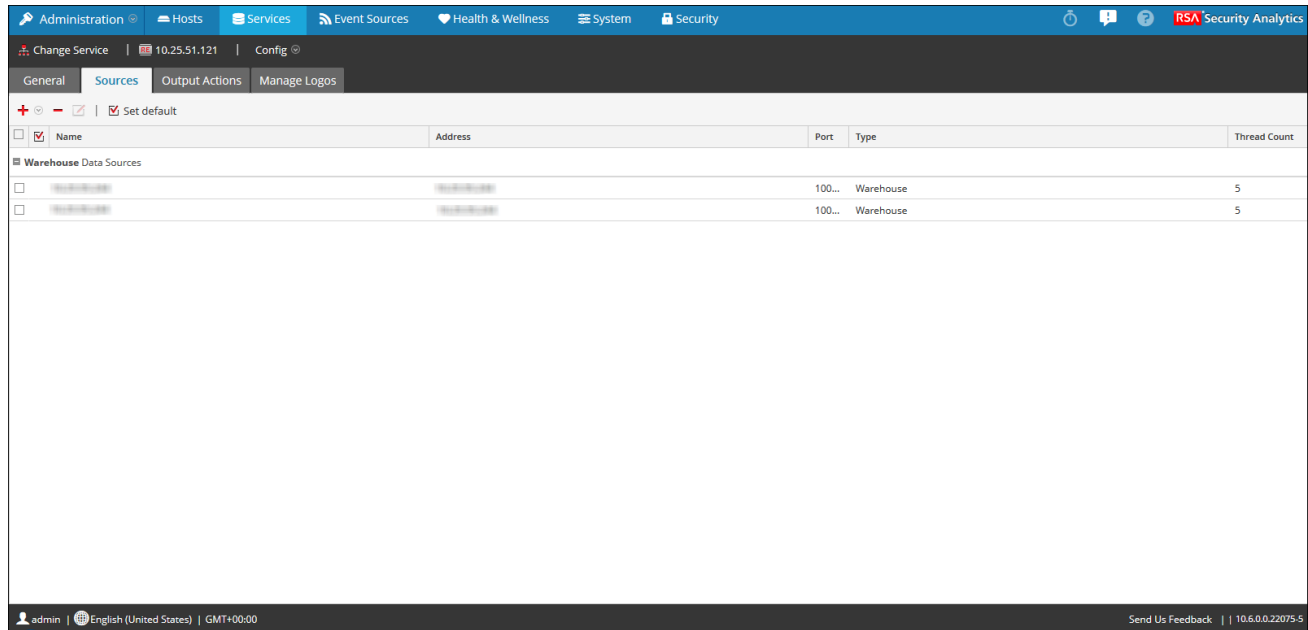 Administration Hosts Services Event Sources Health & Wellness System Security RSA Security Analytics
Change Service | RE 10.25.51.121 | Config
General Sources Output Actions Manage Logos
Set default
Name Address Port Type Thread Count
Warehouse Data Sources
100... Warehouse 5
100... Warehouse 5
admin | English (United States) | GMT+00:00 Send Us Feedback | | 10.6.0.0.22075-5